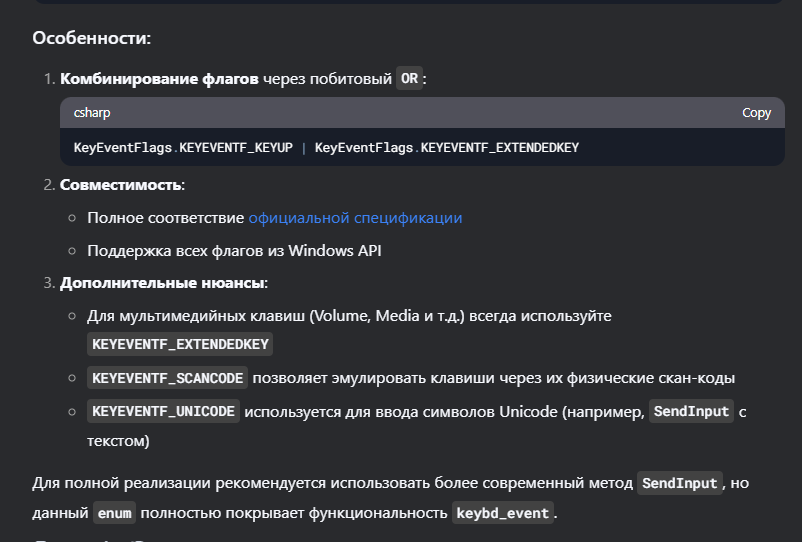 Особенности:
1. Комбинирование флагов через побитовый OR:
csharp
Copy
KeyEventFlags.KEYEVENTF_KEYUP | KeyEventFlags.KEYEVENTF_EXTENDEDKEY
2. Совместимость:
Полное соответствие официальной спецификации
Поддержка всех флагов из Windows API
3. Дополнительные нюансы:
Для мультимедийных клавиш (Volume, Media и т.д.) всегда используйте
KEYEVENTF_EXTENDEDKEY
KEYEVENTF_SCANCODE позволяет эмулировать клавиши через их физические скан-коды
KEYEVENTF_UNICODE используется для ввода символов Unicode (например, SendInput с
текстом)
Для полной реализации рекомендуется использовать более современный метод SendInput, но
данный enum полностью покрывает функциональность keybd_event.